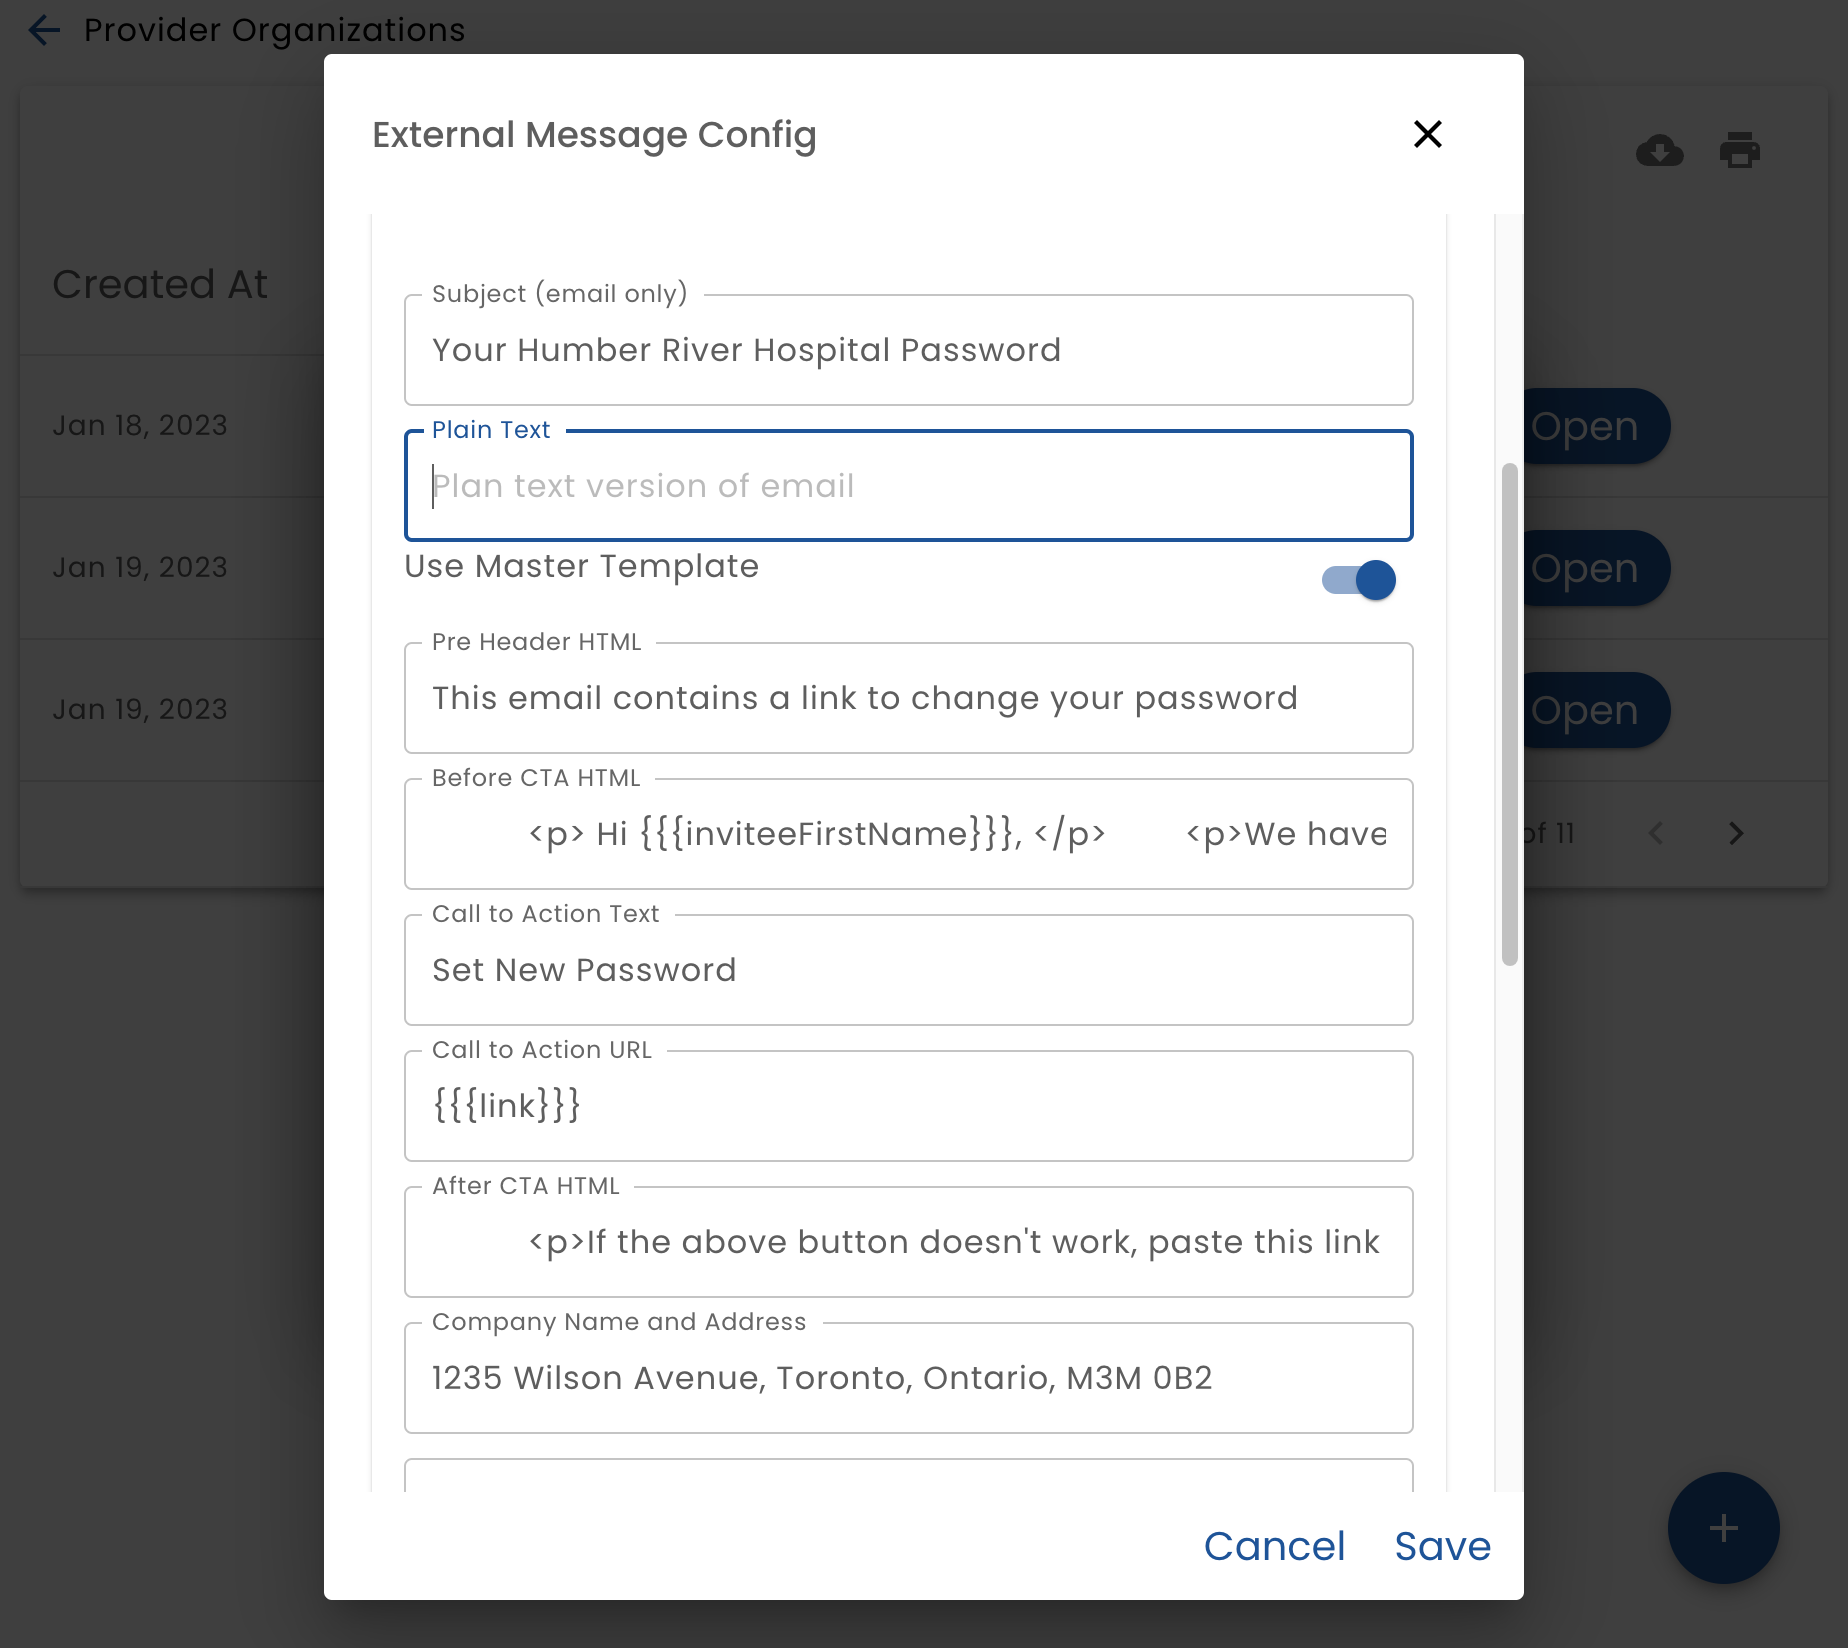 Provider Organizations
External Message Config
Created At
Subject (email only)
Your Humber River Hospital Password
Jan 18, 2023
Open
Plain Text
Plan text version of email
Use Master Template
Jan 19, 2023
Open
Pre Header HTML
This email contains a link to change your password
Jan 19, 2023
Open
Before CTA HTML
<p> Hi {{{inviteeFirstName}}}, </p> <p>We have
of 11
Call to Action Text
Set New Password
Call to Action URL
{{{link}}}
After CTA HTML
<p>If the above button doesn't work, paste this link
Company Name and Address
1235 Wilson Avenue, Toronto, Ontario, M3M 0B2
Cancel Save